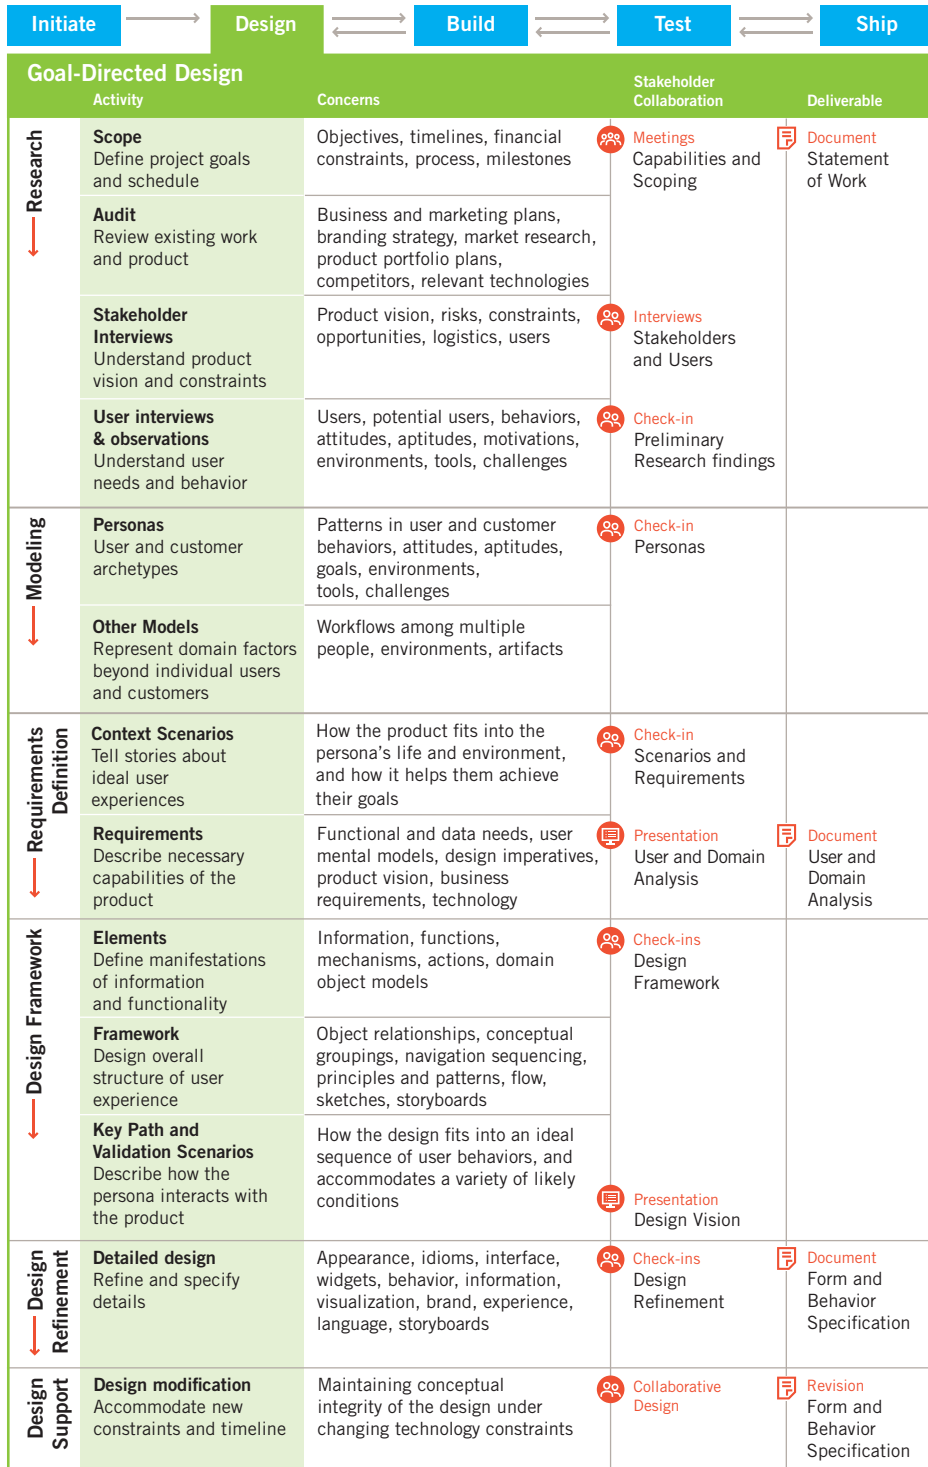 Initiate
Design
Build
Test
Ship
Goal-Directed Design
Activity
Concerns
Stakeholder
Collaboration
Deliverable
Research
Scope
Define project goals
and schedule
Objectives, timelines, financial
constraints, process, milestones
Meetings
Capabilities and
Scoping
Document
Statement
of Work
Audit
Review existing work
and product
Business and marketing plans,
branding strategy, market research,
product portfolio plans,
competitors, relevant technologies
Stakeholder
Interviews
Understand product
vision and constraints
Product vision, risks, constraints,
opportunities, logistics, users
Interviews
Stakeholders
and Users
User interviews
& observations
Understand user
needs and behavior
Users, potential users, behaviors,
attitudes, aptitudes, motivations,
environments, tools, challenges
Check-in
Preliminary
Research findings
Modeling
Personas
User and customer
archetypes
Patterns in user and customer
behaviors, attitudes, aptitudes,
goals, environments,
tools, challenges
Check-in
Personas
Other Models
Represent domain factors
beyond individual users
and customers
Workflows among multiple
people, environments, artifacts
Requirements
Definition
Context Scenarios
Tell stories about
ideal user
experiences
How the product fits into the
persona’s life and environment,
and how it helps them achieve
their goals
Check-in
Scenarios and
Requirements
Requirements
Describe necessary
capabilities of the
product
Functional and data needs, user
mental models, design imperatives,
product vision, business
requirements, technology
Presentation
User and Domain
Analysis
Document
User and
Domain
Analysis
Design Framework
Elements
Define manifestations
of information
and functionality
Information, functions,
mechanisms, actions, domain
object models
Check-ins
Design
Framework
Framework
Design overall
structure of user
experience
Object relationships, conceptual
groupings, navigation sequencing,
principles and patterns, flow,
sketches, storyboards
Key Path and
Validation Scenarios
Describe how the
persona interacts with
the product
How the design fits into an ideal
sequence of user behaviors, and
accommodates a variety of likely
conditions
Presentation
Design Vision
Design
Refinement
Detailed design
Refine and specify
details
Appearance, idioms, interface,
widgets, behavior, information,
visualization, brand, experience,
language, storyboards
Check-ins
Design
Refinement
Document
Form and
Behavior
Specification
Design
Support
Design modification
Accommodate new
constraints and timeline
Maintaining conceptual
integrity of the design under
changing technology constraints
Collaborative
Design
Revision
Form and
Behavior
Specification